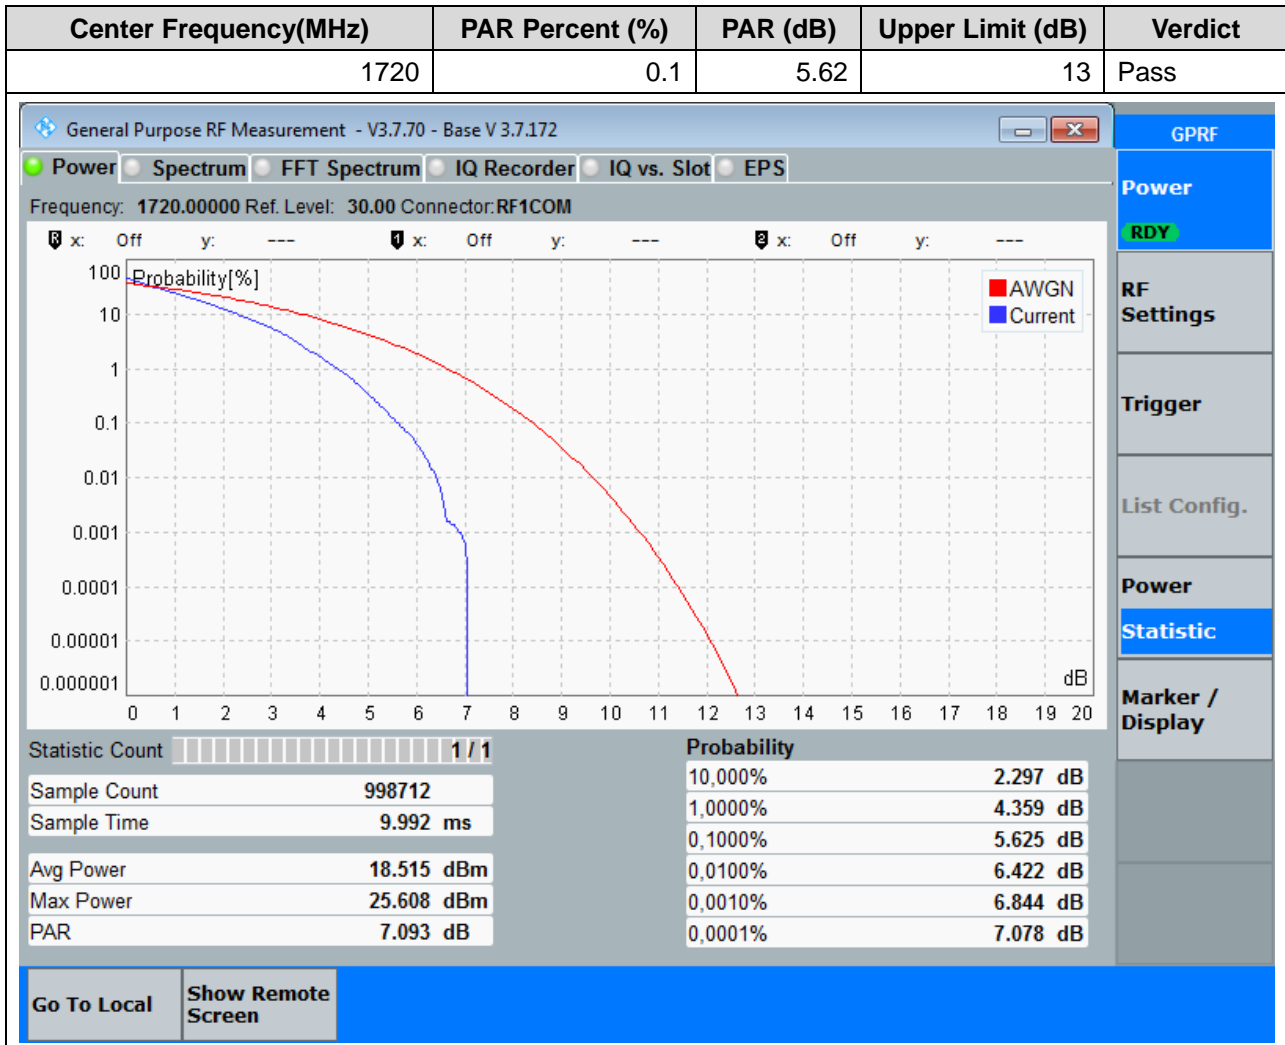 Center Frequency(MHz) PAR Percent (%) PAR (dB) Upper Limit (dB) Verdict
1720 0.1 5.62 13 Pass
General Purpose RF Measurement - V3.7.70 - Base V 3.7.172
GPRF
Power Spectrum FFT Spectrum IQ Recorder IQ vs. Slot EPS
Frequency: 1720.00000 Ref. Level: 30.00 Connector:RF1COM
R x: Off y: --- 1 x: Off y: --- 2 x: Off y: ---
Probability[%]
100
10
1
0.1
0.01
0.001
0.0001
0.00001
0.000001
AWGN
Current
dB
0 1 2 3 4 5 6 7 8 9 10 11 12 13 14 15 16 17 18 19 20
Statistic Count 1 / 1
Sample Count 998712
Sample Time 9.992 ms
Avg Power 18.515 dBm
Max Power 25.608 dBm
PAR 7.093 dB
Probability
10,000% 2.297 dB
1,0000% 4.359 dB
0,1000% 5.625 dB
0,0100% 6.422 dB
0,0010% 6.844 dB
0,0001% 7.078 dB
Power
RDY
RF
Settings
Trigger
List Config.
Power
Statistic
Marker /
Display
Go To Local
Show Remote
Screen